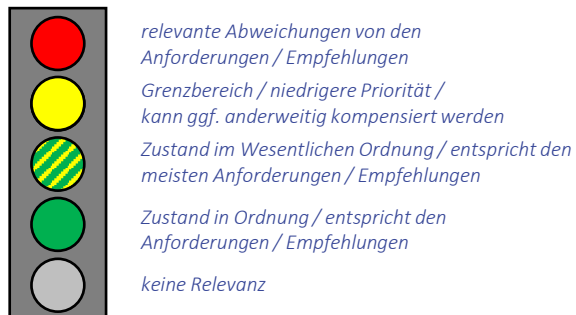 relevante Abweichungen von den
Anforderungen / Empfehlungen
Grenzbereich / niedrigere Priorität /
kann ggf. anderweitig kompensiert werden
Zustand im Wesentlichen Ordnung / entspricht den
meisten Anforderungen / Empfehlungen
Zustand in Ordnung / entspricht den
Anforderungen / Empfehlungen
keine Relevanz